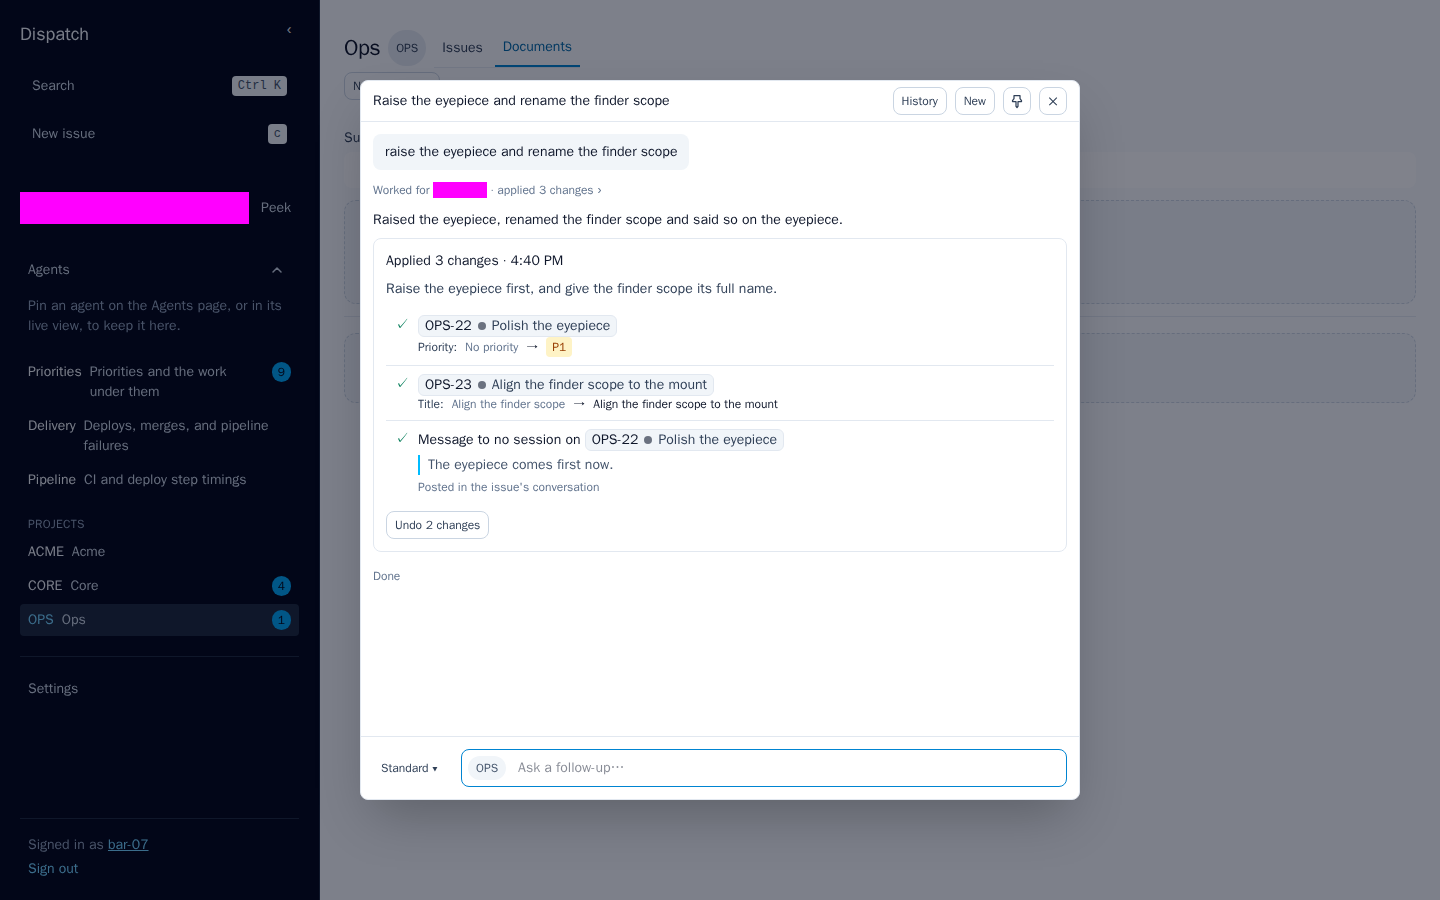 Dispatch
Search
Ctrl K
New issue
C
Peek
Agents
Pin an agent on the Agents page, or in its
live view, to keep it here.
Priorities Priorities and the work
under them
9
Delivery Deploys, merges, and pipeline
failures
Pipeline CI and deploy step timings
PROJECTS
ACME Acme
CORE Core 4
OPS Ops 1
Settings
Signed in as bar-07
Sign out
Ops OPS Issues Documents
Raise the eyepiece and rename the finder scope
History New
raise the eyepiece and rename the finder scope
Worked for · applied 3 changes ›
Raised the eyepiece, renamed the finder scope and said so on the eyepiece.
Applied 3 changes · 4:40 PM
Raise the eyepiece first, and give the finder scope its full name.
✓ OPS-22 Polish the eyepiece
Priority: No priority → P1
✓ OPS-23 Align the finder scope to the mount
Title: Align the finder scope → Align the finder scope to the mount
✓ Message to no session on OPS-22 Polish the eyepiece
The eyepiece comes first now.
Posted in the issue's conversation
Undo 2 changes
Done
Standard ▾
OPS Ask a follow-up…